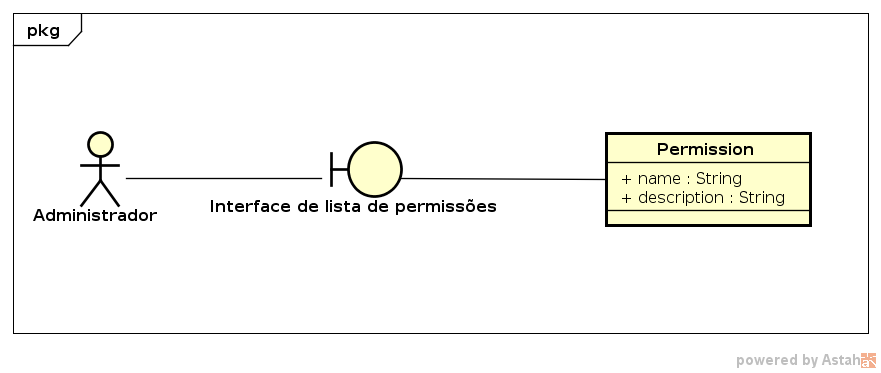 pkg
Permission
+ name : String
+ description : String
Administrador
Interface de lista de permissões
powered by Astah